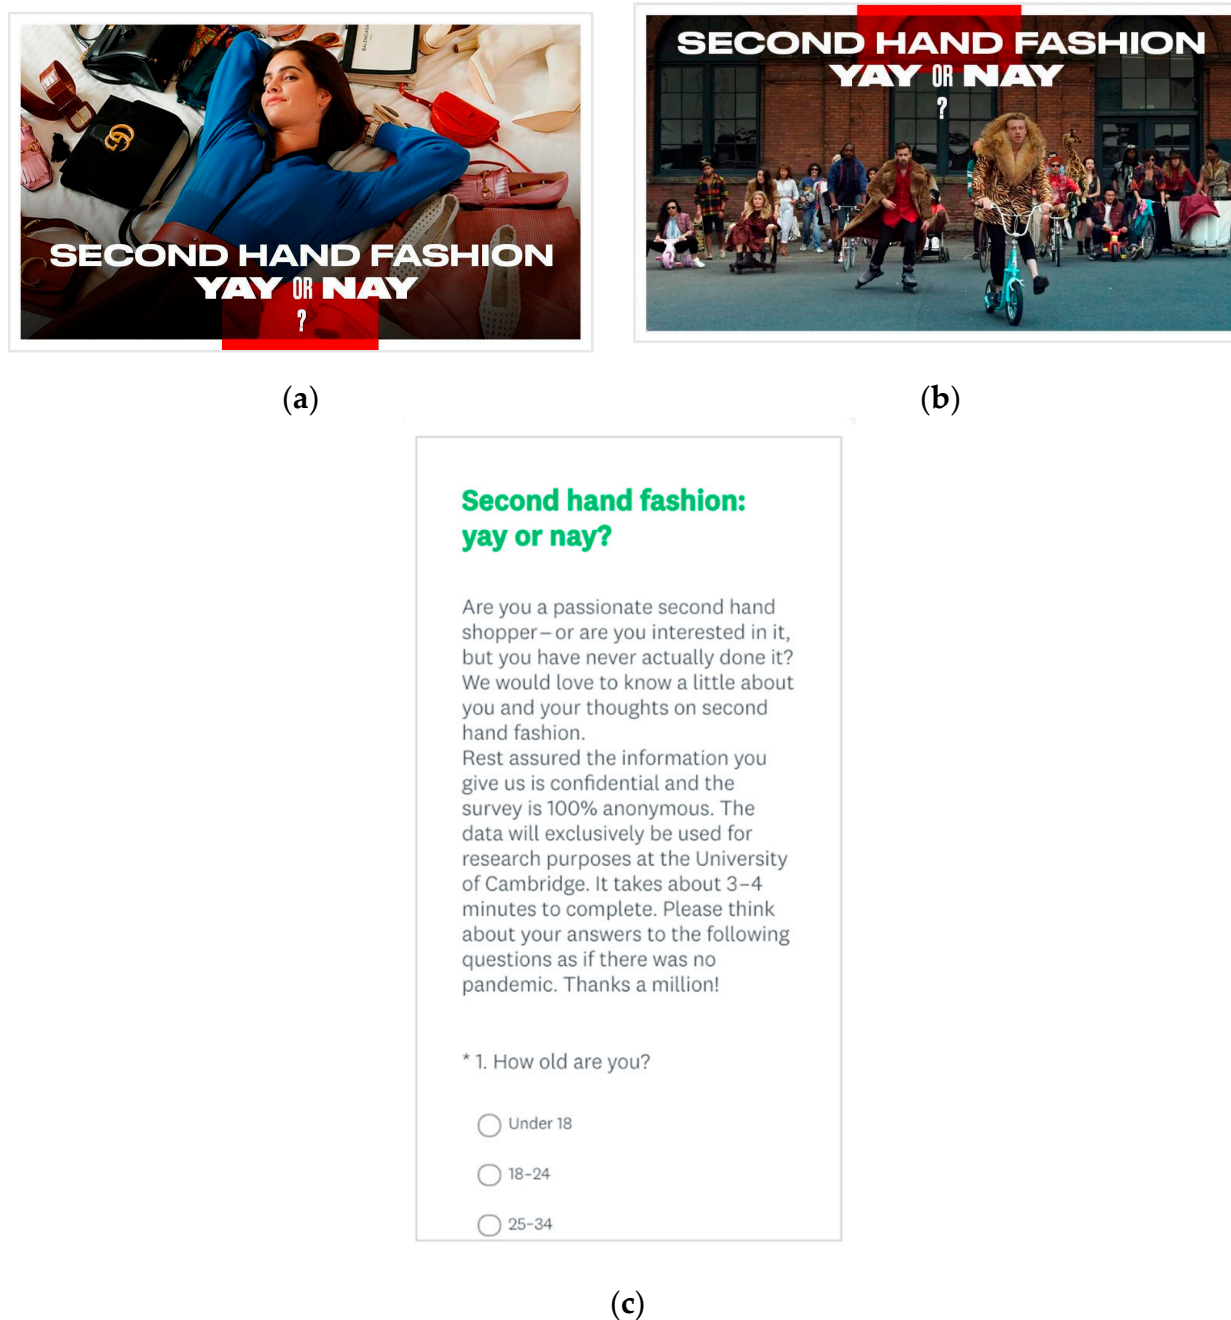 BALENCIAGA
SECOND HAND FASHION
YAY OR NAY
?
(a)
SECOND HAND FASHION
YAY OR NAY
?
(b)
Second hand fashion:
yay or nay?
Are you a passionate second hand
shopper – or are you interested in it,
but you have never actually done it?
We would love to know a little about
you and your thoughts on second
hand fashion.
Rest assured the information you
give us is confidential and the
survey is 100% anonymous. The
data will exclusively be used for
research purposes at the University
of Cambridge. It takes about 3–4
minutes to complete. Please think
about your answers to the following
questions as if there was no
pandemic. Thanks a million!
* 1. How old are you?
Under 18
18–24
25–34
(c)